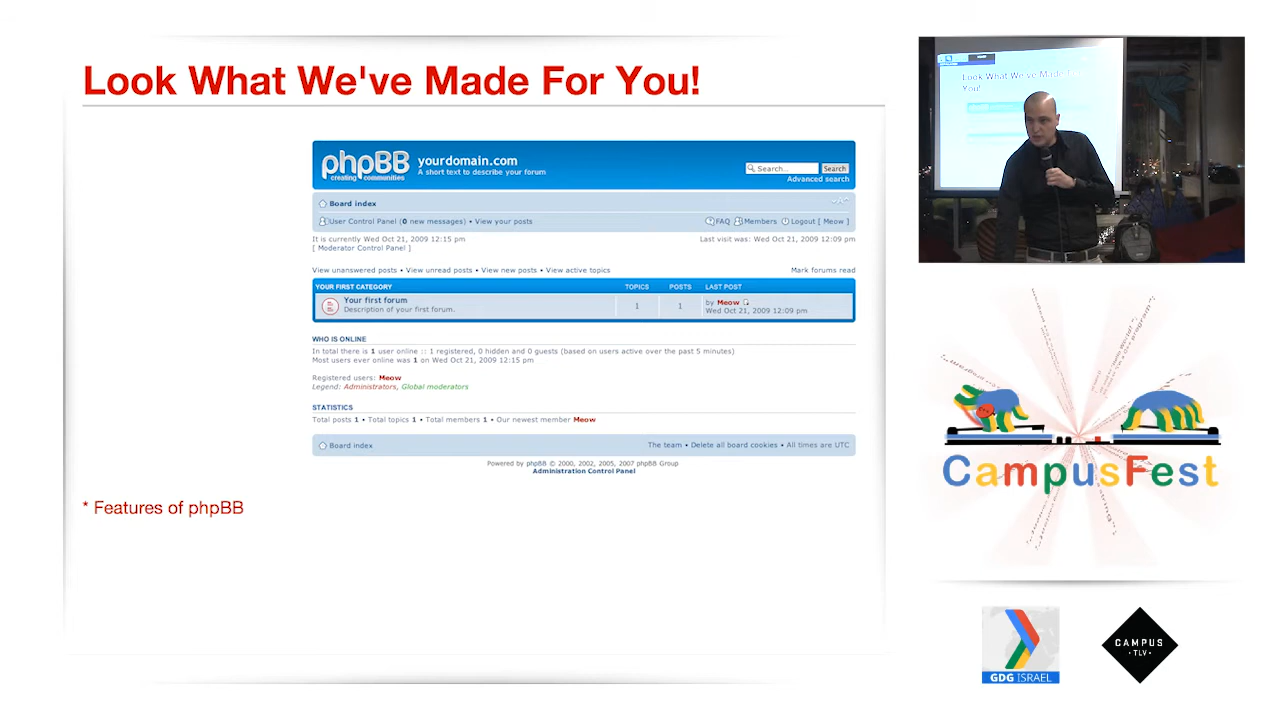 Look What We've Made For You!
phpBB
creating communities
yourdomain.com
A short text to describe your forum
Search...
Search
Advanced search
Board index
User Control Panel (0 new messages) • View your posts
FAQ Members Logout [ Meow ]
It is currently Wed Oct 21, 2009 12:15 pm
Last visit was: Wed Oct 21, 2009 12:09 pm
[ Moderator Control Panel ]
View unanswered posts • View unread posts • View new posts • View active topics
Mark forums read
YOUR FIRST CATEGORY TOPICS POSTS LAST POST
Your first forum
Description of your first forum.
1 1
by Meow
Wed Oct 21, 2009 12:09 pm
WHO IS ONLINE
In total there is 1 user online :: 1 registered, 0 hidden and 0 guests (based on users active over the past 5 minutes)
Most users ever online was 1 on Wed Oct 21, 2009 12:15 pm
Registered users: Meow
Legend: Administrators, Global moderators
STATISTICS
Total posts 1 • Total topics 1 • Total members 1 • Our newest member Meow
Board index
The team • Delete all board cookies • All times are UTC
Powered by phpBB © 2000, 2002, 2005, 2007 phpBB Group
Administration Control Panel
* Features of phpBB
Look What We've Made For
You!
CampusFest
GDG ISRAEL
CAMPUS
• TLV •